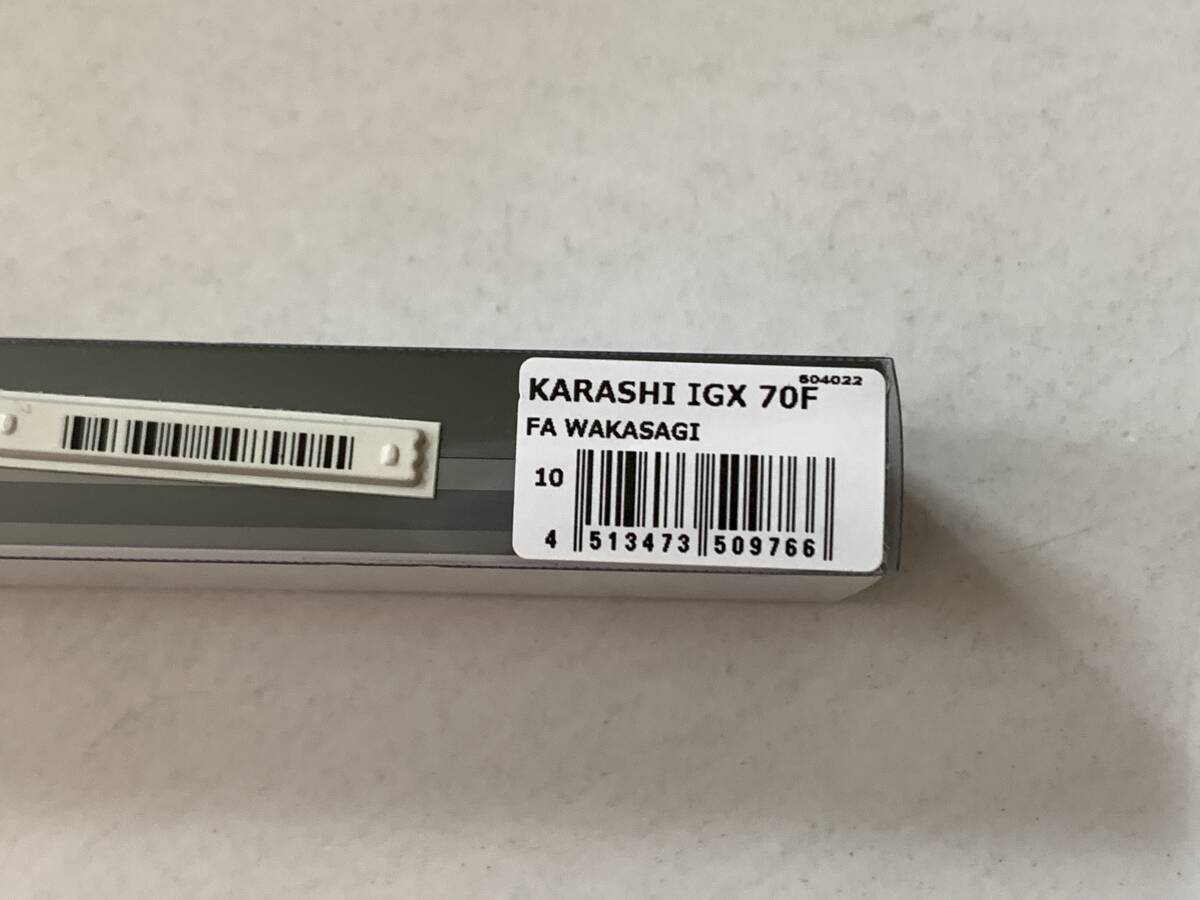 604022
KARASHI IGX 70F
FA WAKASAGI
10
4 513473 509766